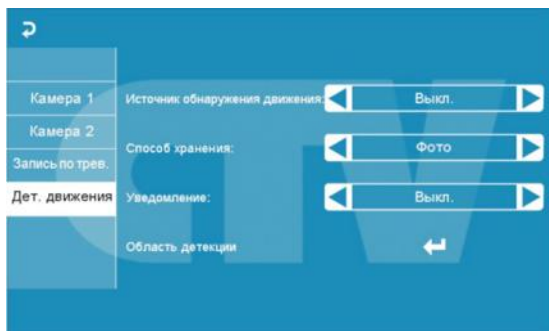 Камера 1
Камера 2
Запись по трев.
Дет. движения
Источник обнаружения движения: Выкл.
Способ хранения: Фото
Уведомление: Выкл.
Область детекции
CTV